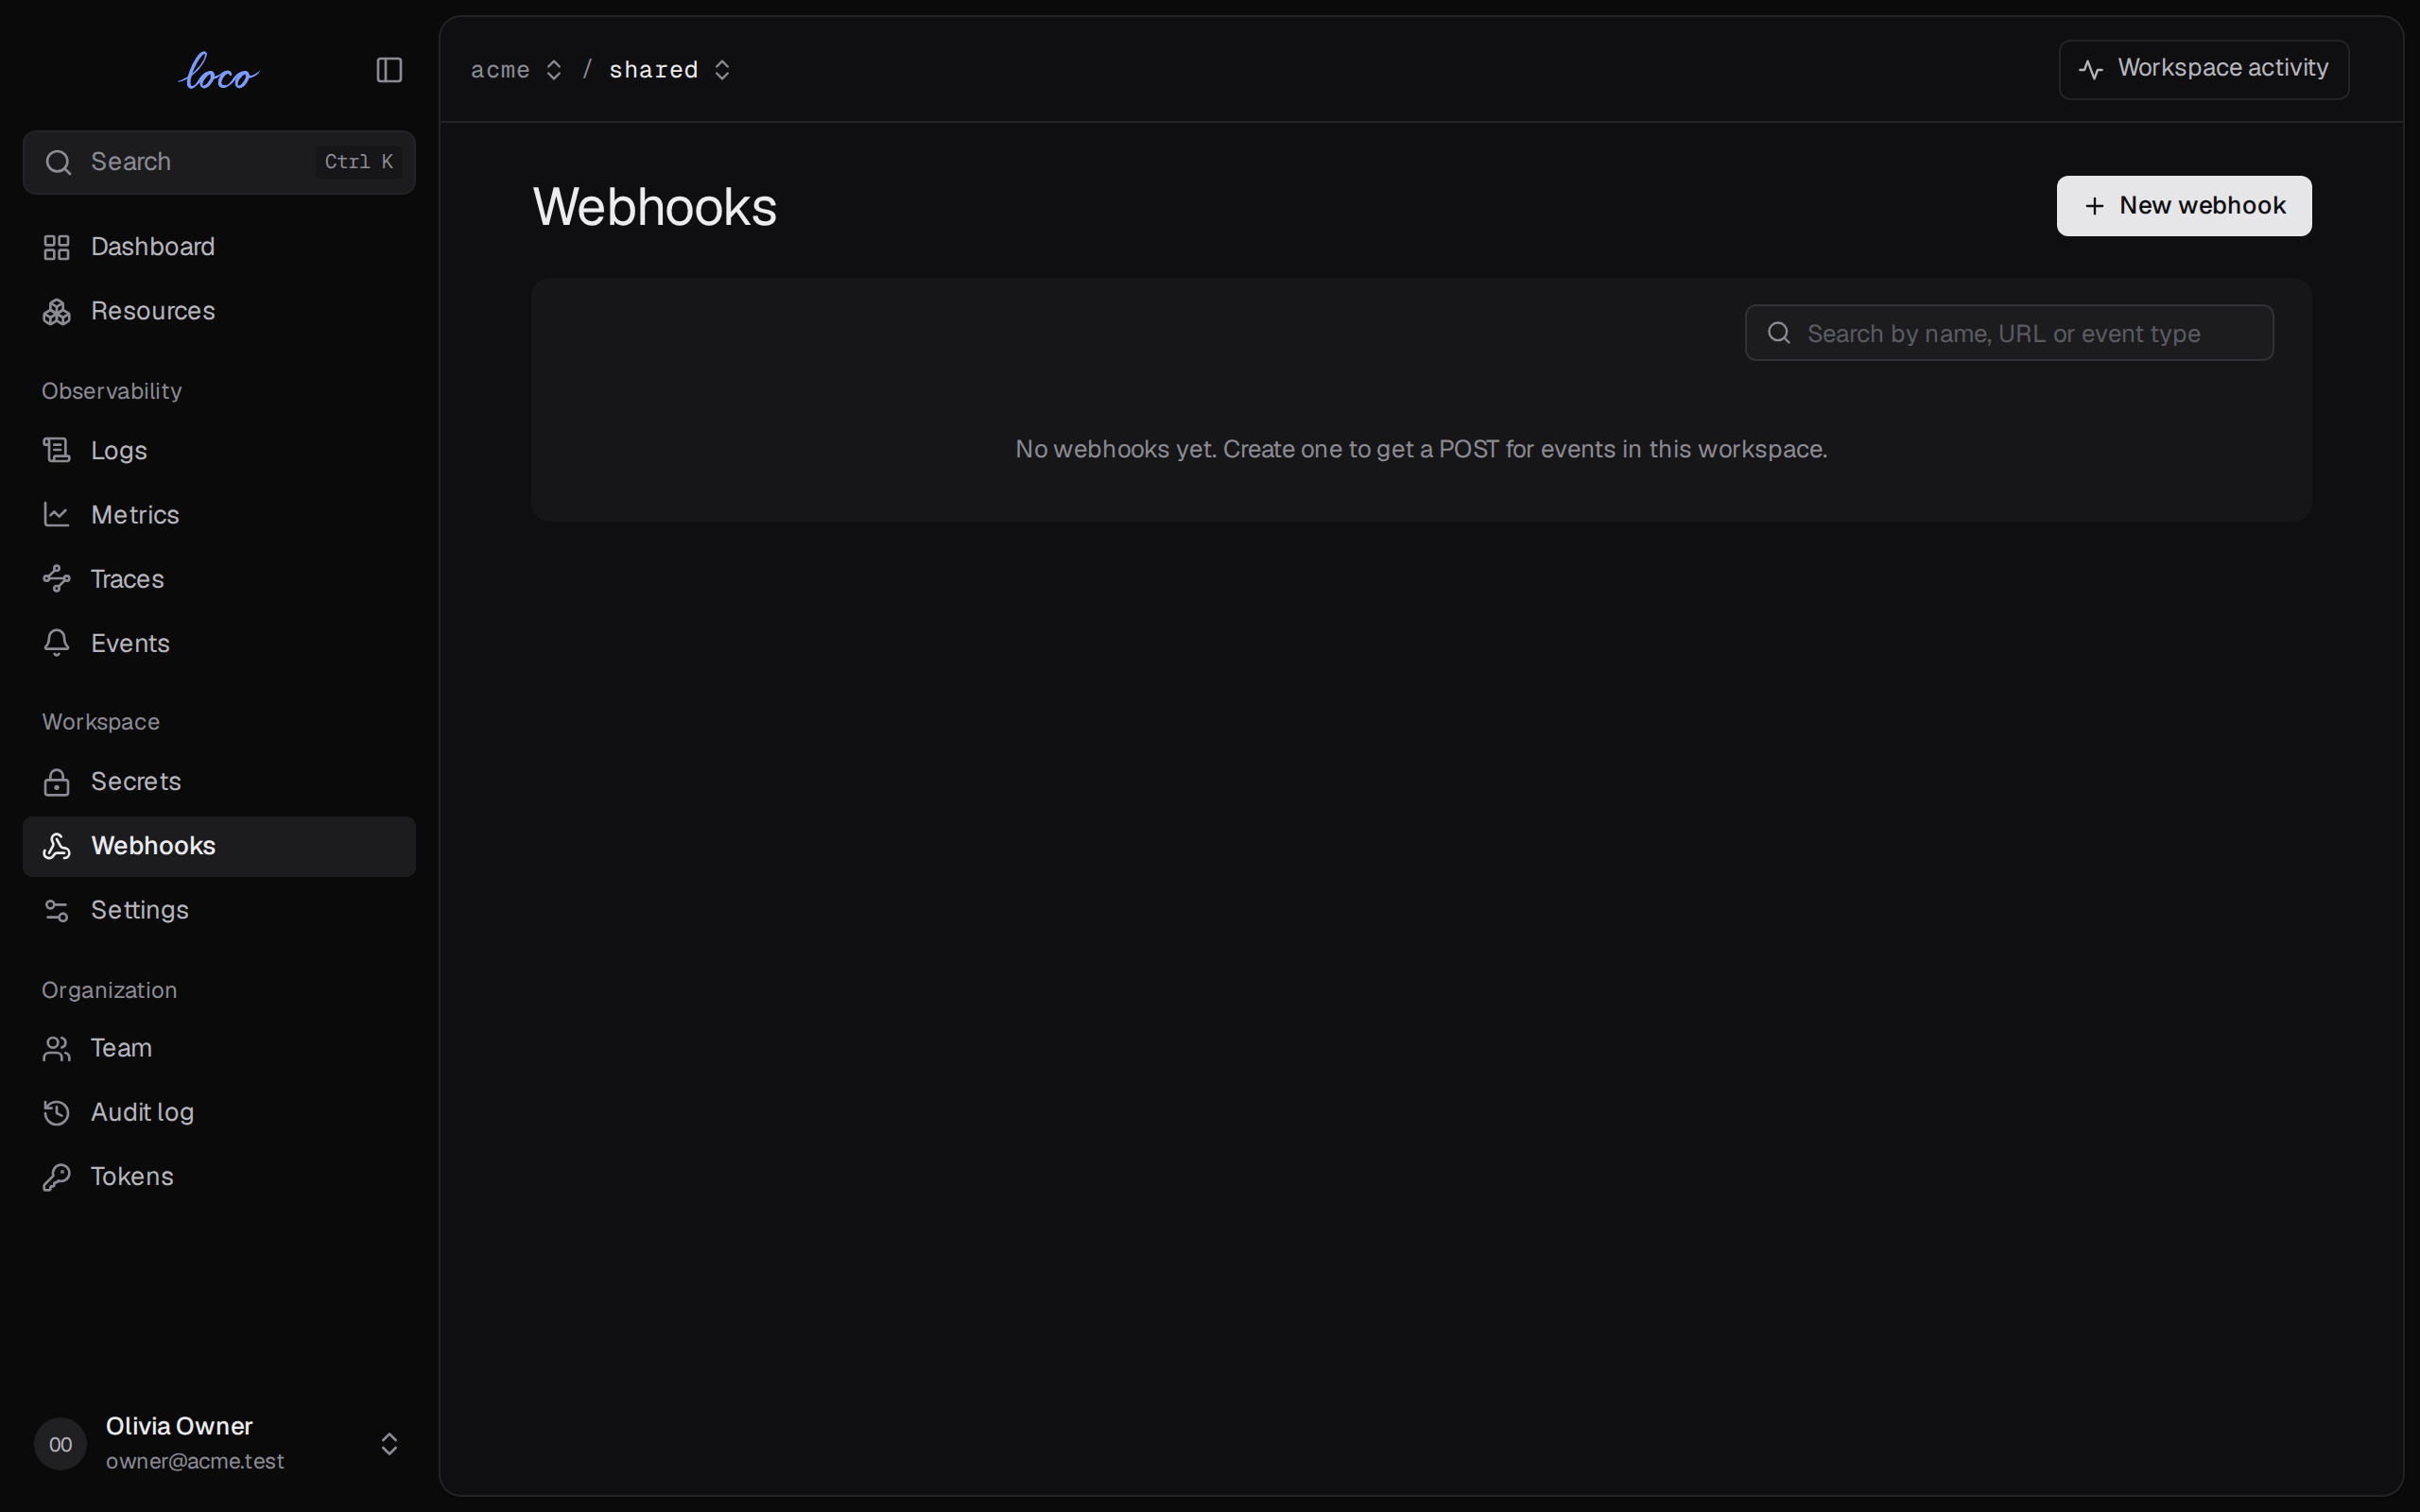 loco
Search Ctrl K
Dashboard
Resources
Observability
Logs
Metrics
Traces
Events
Workspace
Secrets
Webhooks
Settings
Organization
Team
Audit log
Tokens
OO
Olivia Owner
owner@acme.test
acme / shared
Workspace activity
Webhooks
New webhook
Search by name, URL or event type
No webhooks yet. Create one to get a POST for events in this workspace.